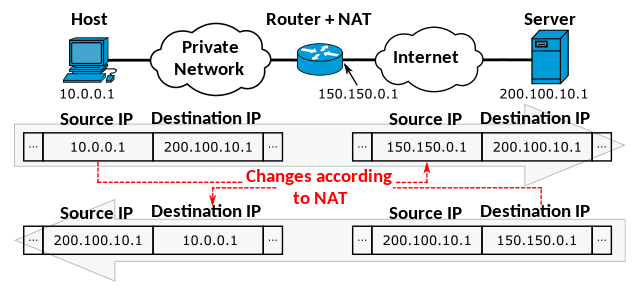 Host
Router + NAT
Server
Private
Network
Internet
10.0.0.1
150.150.0.1
200.100.10.1
Source IP Destination IP
Source IP Destination IP
... 10.0.0.1 200.100.10.1 ...
... 150.150.0.1 200.100.10.1 ...
Changes according
to NAT
Source IP Destination IP
Source IP Destination IP
... 200.100.10.1 10.0.0.1 ...
... 200.100.10.1 150.150.0.1 ...